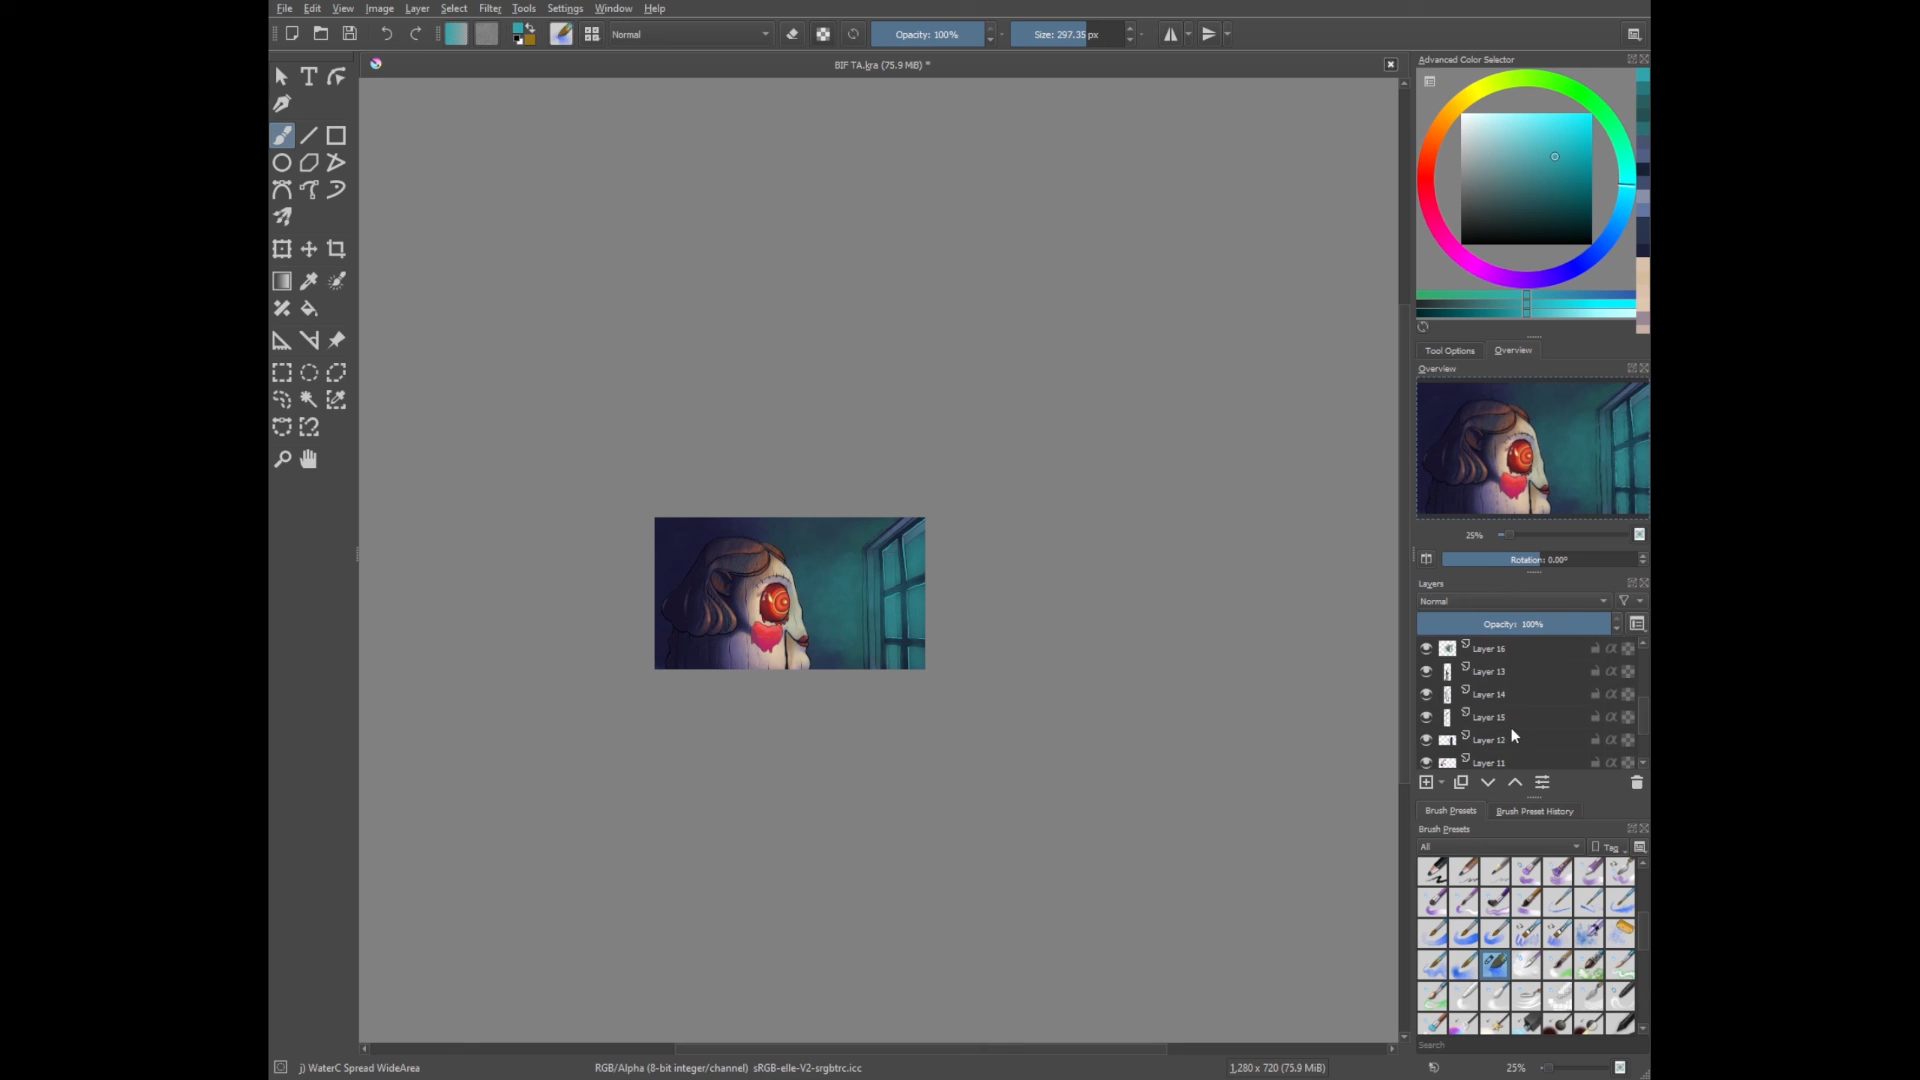 File Edit View Image Layer Select Filter Tools Settings Window Help
Normal
Opacity: 100%
Size: 297.35 px
BIF TA.kra (75.9 MiB) *
Advanced Color Selector
Tool Options Overview
Overview
25%
Rotation: 0.00°
Layers
Normal
Opacity: 100%
Layer 16
Layer 13
Layer 14
Layer 15
Layer 12
Layer 11
Brush Presets Brush Preset History
Brush Presets
All Tag
Search
j) WaterC Spread WideArea
RGB/Alpha (8-bit integer/channel) sRGB-elle-V2-srgbtrc.icc
1,280 x 720 (75.9 MiB)
25%